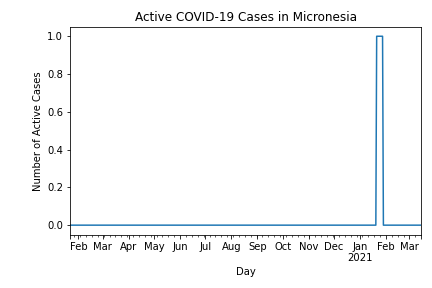 Active COVID-19 Cases in Micronesia
Number of Active Cases
1.0
0.8
0.6
0.4
0.2
0.0
Feb Mar Apr May Jun Jul Aug Sep Oct Nov Dec Jan Feb Mar
2021
Day